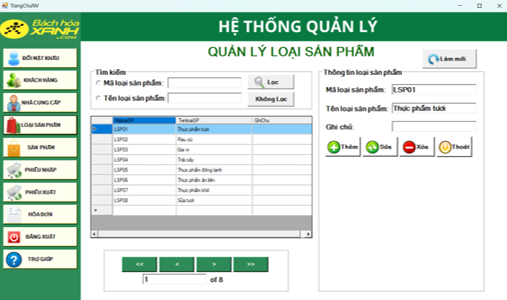 TrangChuNV
Bách hóa
XANH
.COM
HỆ THỐNG QUẢN LÝ
QUẢN LÝ LOẠI SẢN PHẨM
Làm mới
ĐỔI MẬT KHẨU
KHÁCH HÀNG
NHÀ CUNG CẤP
LOẠI SẢN PHẨM
SẢN PHẨM
PHIẾU NHẬP
PHIẾU XUẤT
HÓA ĐƠN
ĐĂNG XUẤT
TRỢ GIÚP
Tìm kiếm
Mã loại sản phẩm:
Lọc
Tên loại sản phẩm:
Không Lọc
MaloaiSP TenloaiSP GhiChu
LSP01 Thực phẩm tươi
LSP02 Rau củ
LSP03 Gia vị
LSP04 Trái cây
LSP05 Thực phẩm đông lạnh
LSP06 Thực phẩm ăn liền
LSP07 Thực phẩm khô
LSP08 Sữa tươi
<< < > >>
1 of 8
Thông tin loại sản phẩm
Mã loại sản phẩm: LSP01
Tên loại sản phẩm: Thực phẩm tươi
Ghi chú:
Thêm Sửa Xóa Thoát